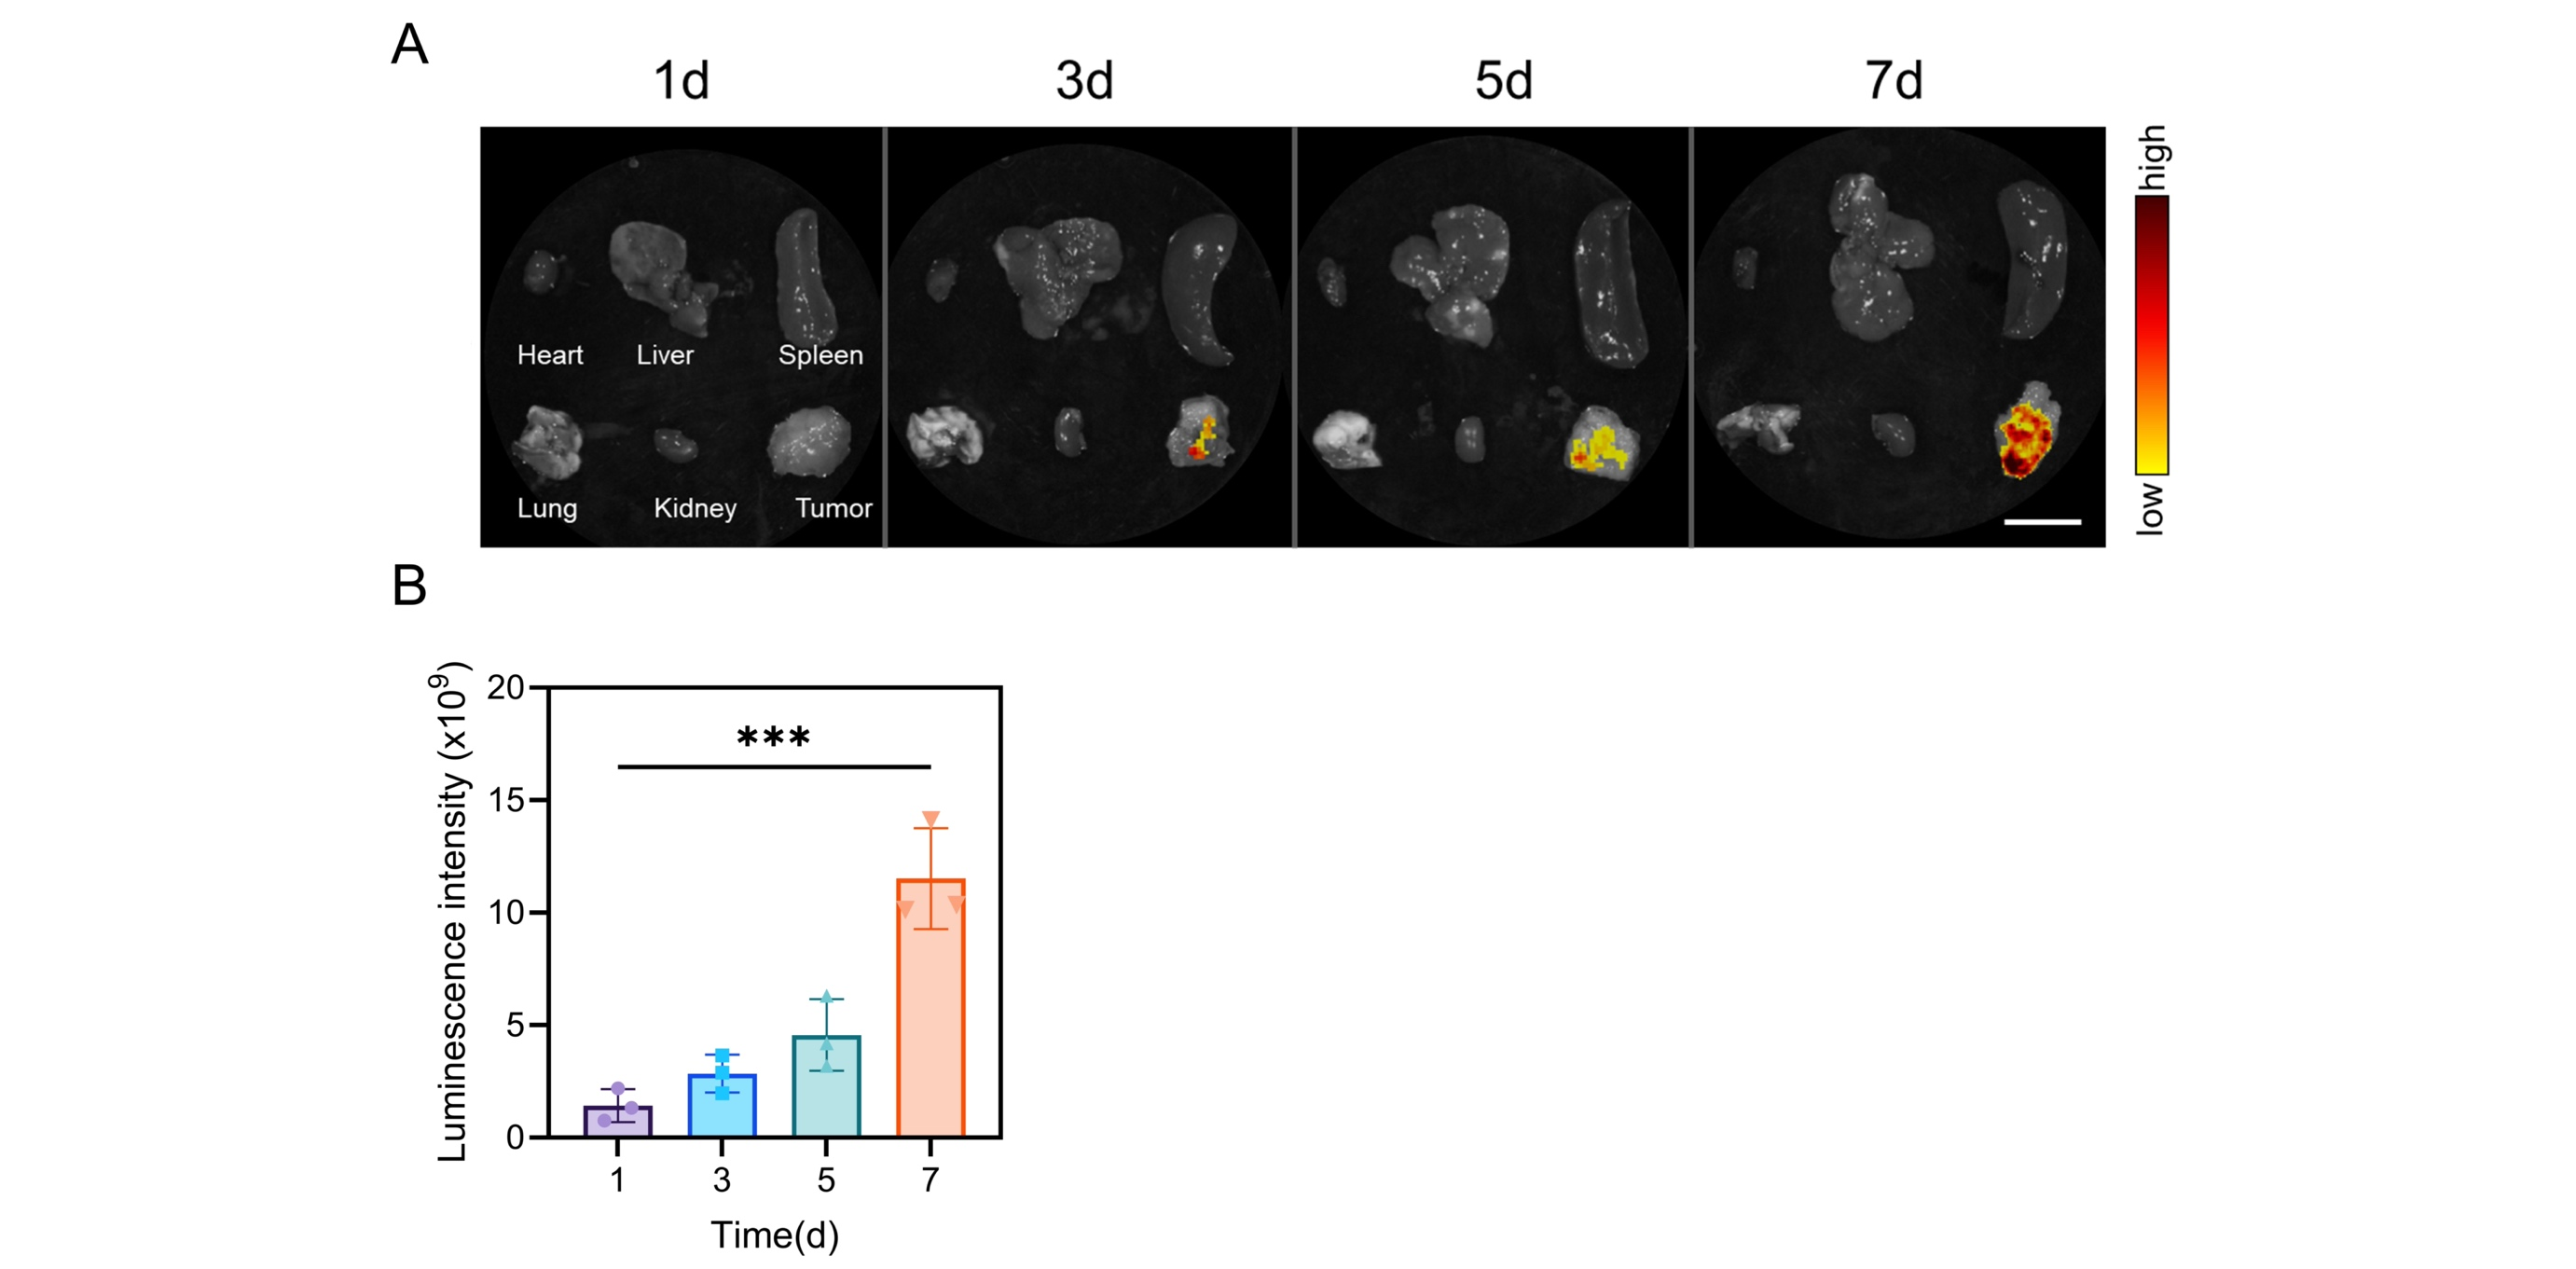 A
1d 3d 5d 7d
high
Heart Liver Spleen
Lung Kidney Tumor
low
B
Luminescence intensity (x10⁹)
20
***
15
10
5
0
1 3 5 7
Time(d)